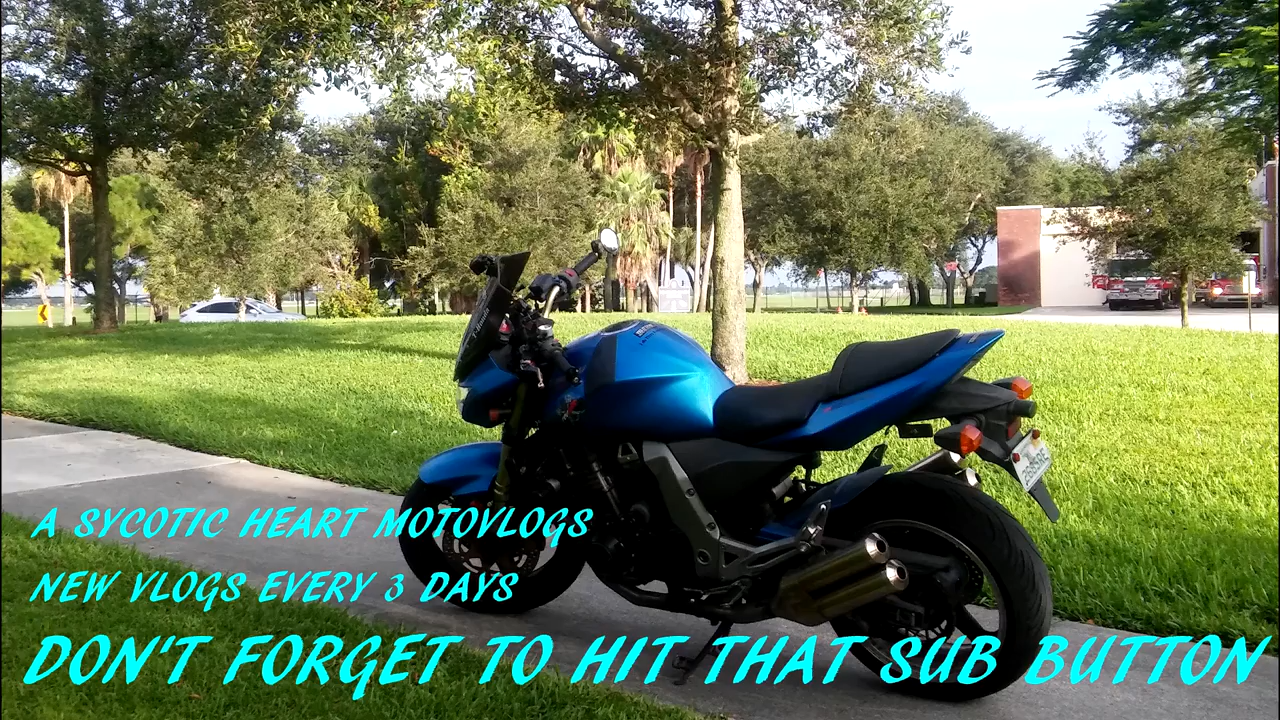 A SYCOTIC HEART MOTOVLOGS
NEW VLOGS EVERY 3 DAYS
DON'T FORGET TO HIT THAT SUB BUTTON